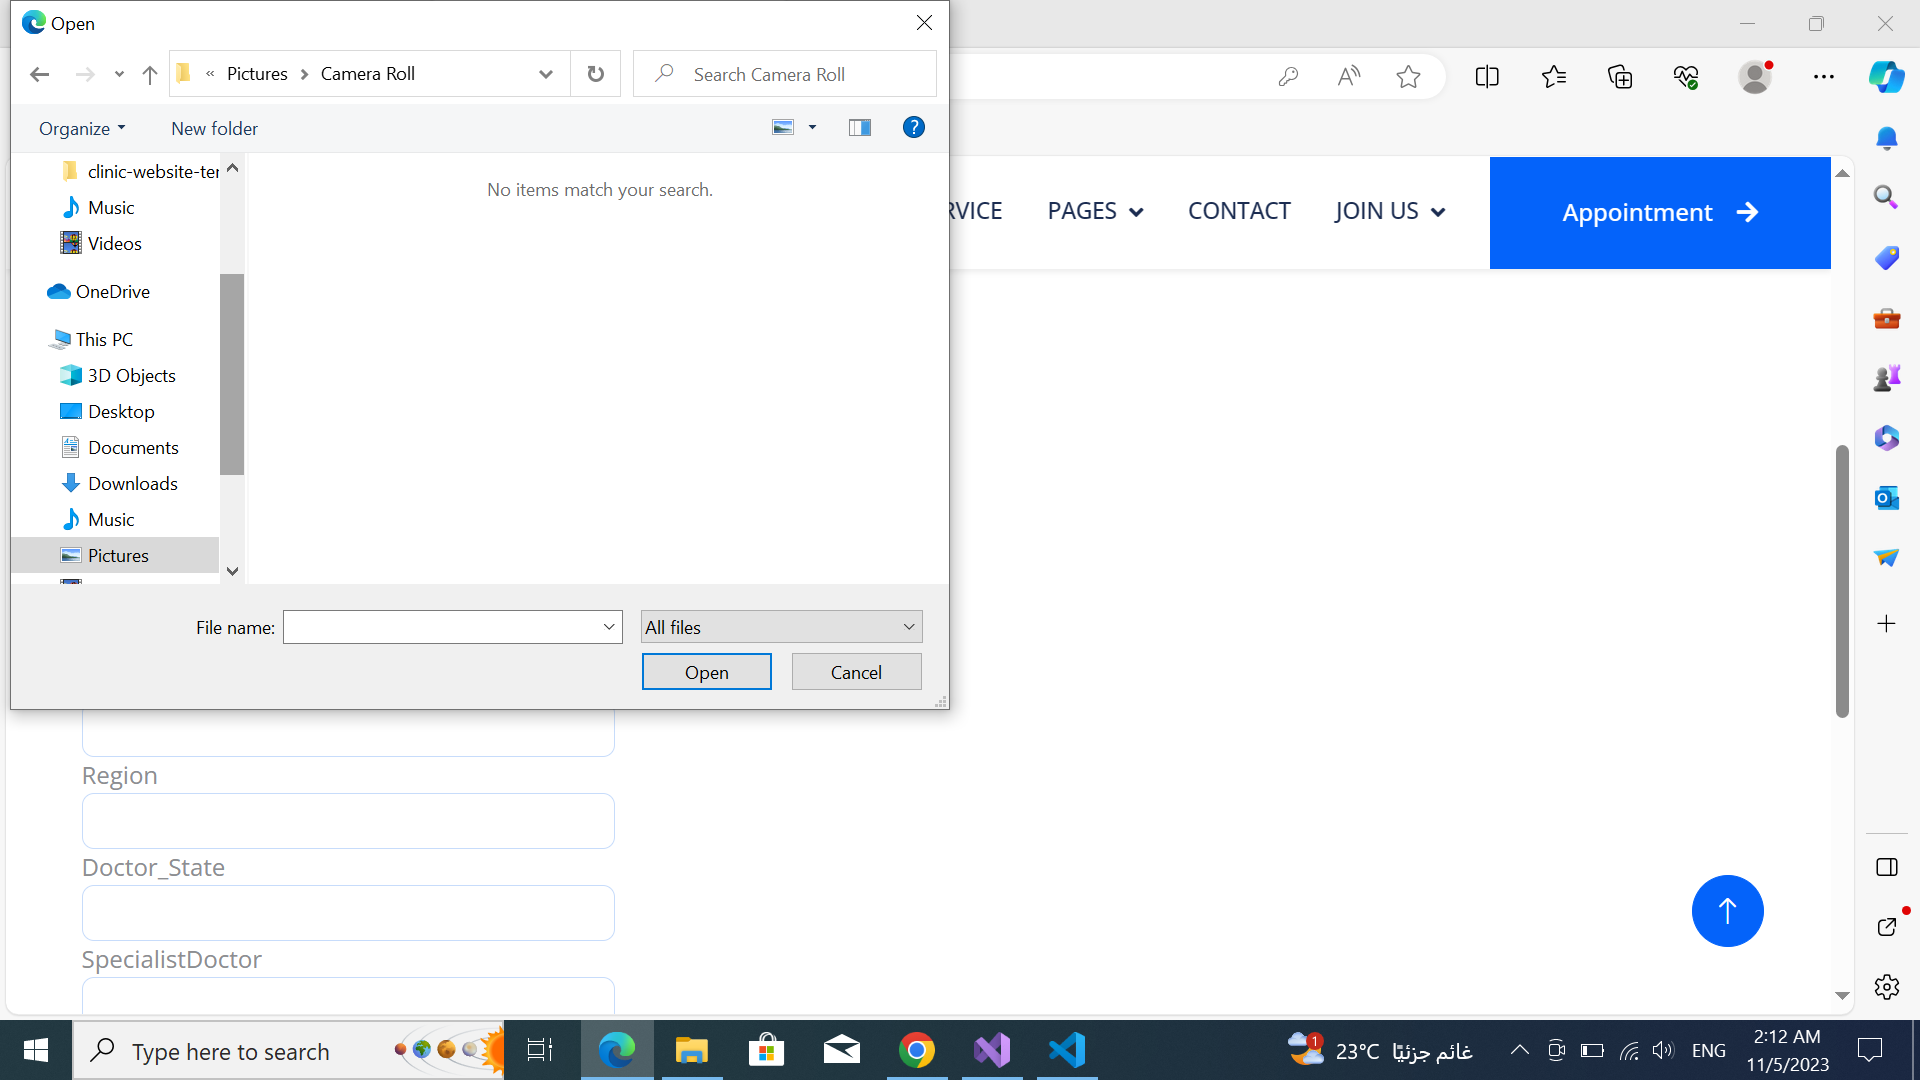 Open
« Pictures > Camera Roll
Search Camera Roll
Organize
New folder
?
clinic-website-ter
Music
Videos
OneDrive
This PC
3D Objects
Desktop
Documents
Downloads
Music
Pictures
No items match your search.
File name:
All files
Open
Cancel
RVICE
PAGES
CONTACT
JOIN US
Appointment
Region
Doctor_State
SpecialistDoctor
Type here to search
1
23°C غائم جزئيًا
ENG
2:12 AM
11/5/2023